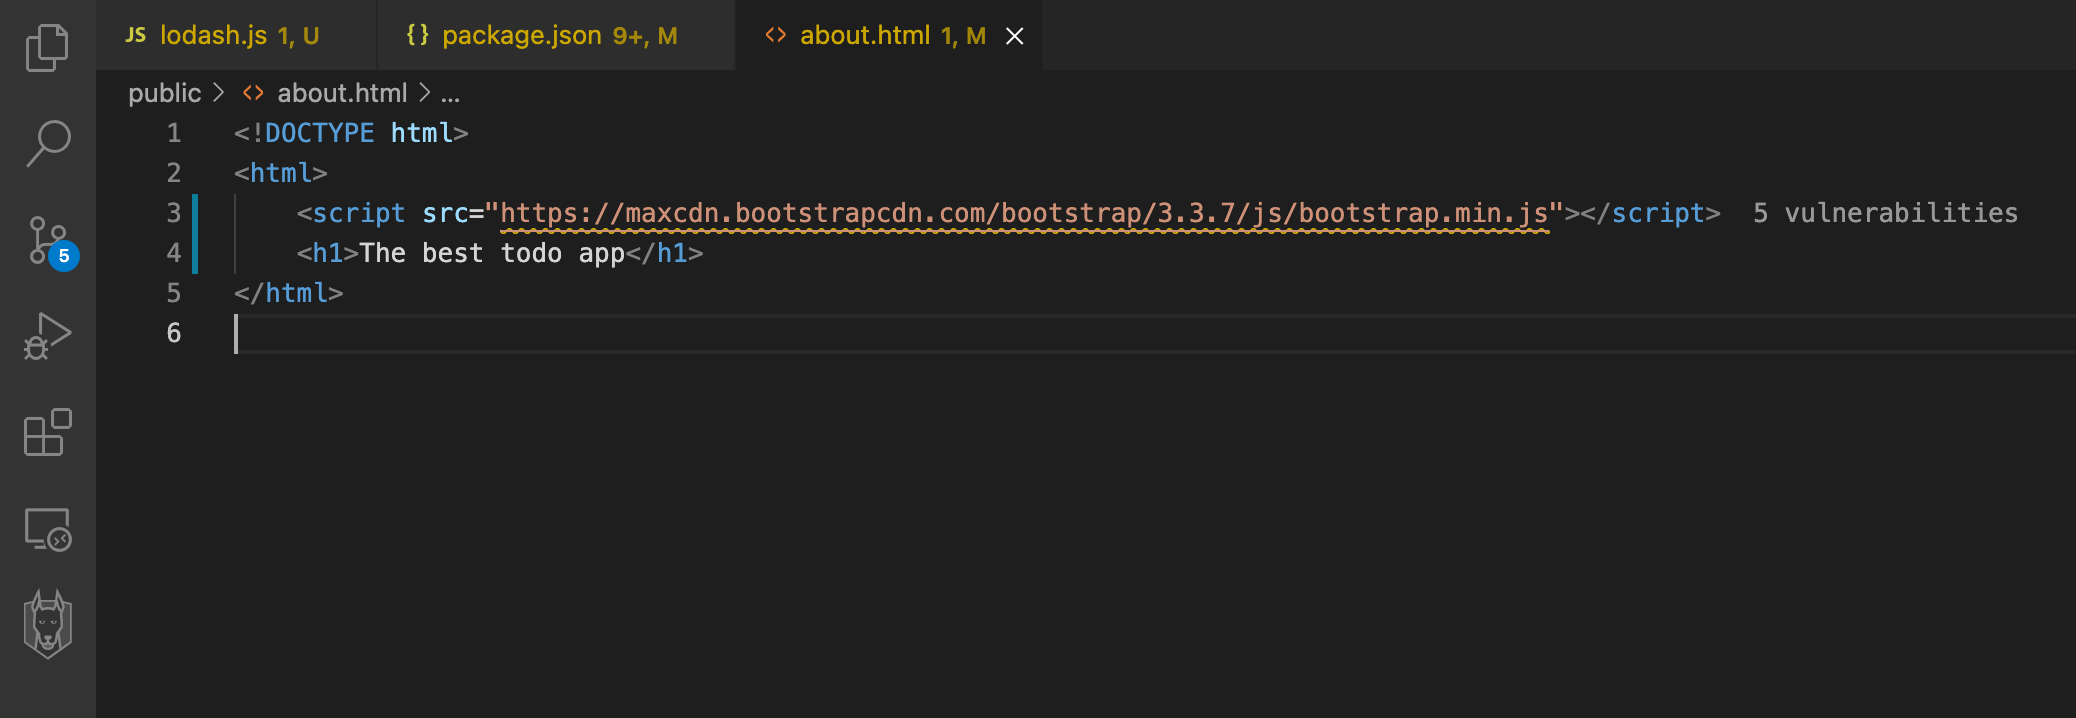 JS lodash.js 1, U {} package.json 9+, M <> about.html 1, M
public > <> about.html > ...
1 <!DOCTYPE html>
2 <html>
3 <script src="https://maxcdn.bootstrapcdn.com/bootstrap/3.3.7/js/bootstrap.min.js"></script> 5 vulnerabilities
4 <h1>The best todo app</h1>
5 </html>
6
5